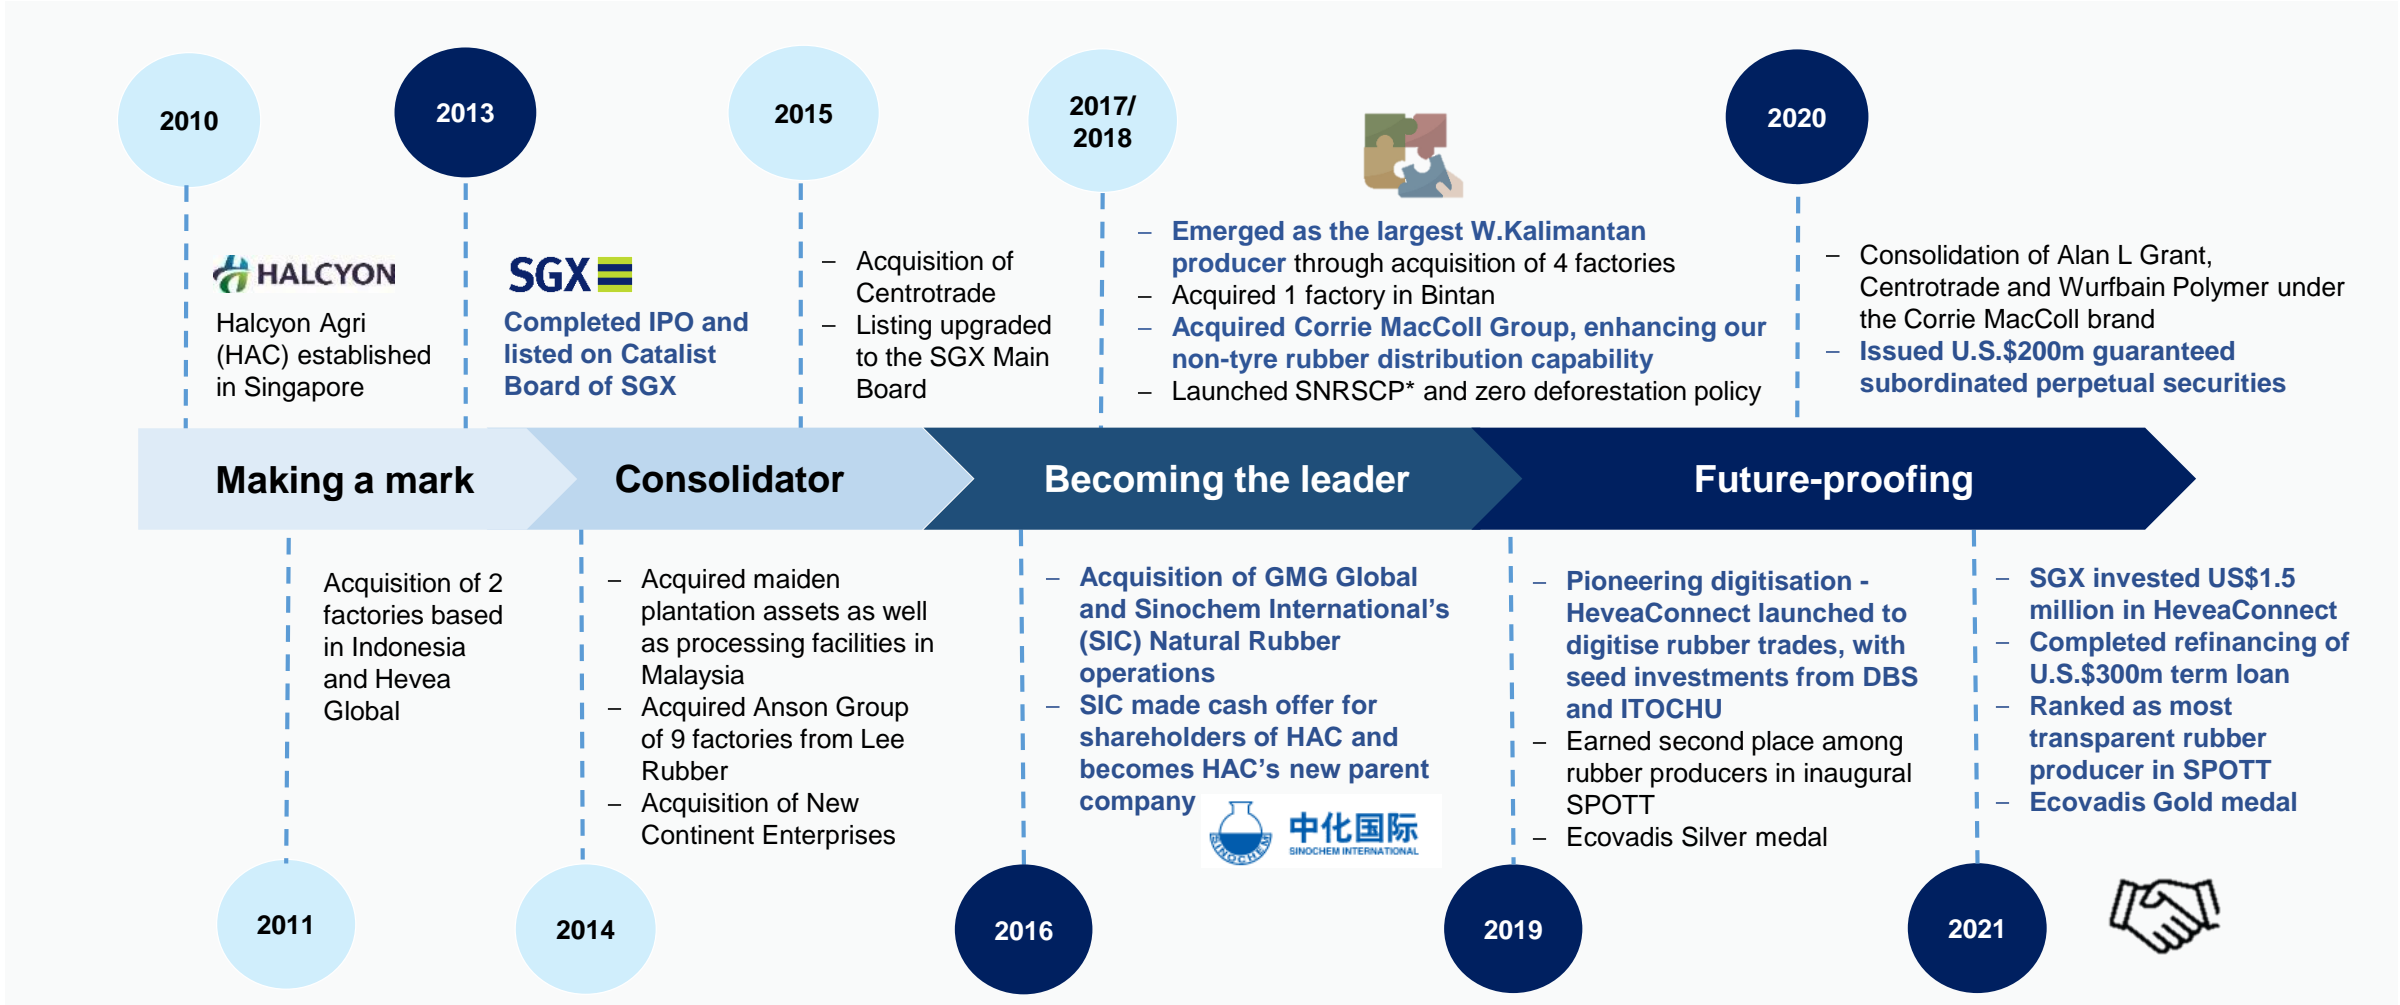 2010
2013
2015
2017/
2018
2020
HALCYON
Halcyon Agri
(HAC) established
in Singapore
SGX
Completed IPO and
listed on Catalist
Board of SGX
– Acquisition of
Centrotrade
– Listing upgraded
to the SGX Main
Board
– Emerged as the largest W.Kalimantan
producer through acquisition of 4 factories
– Acquired 1 factory in Bintan
– Acquired Corrie MacColl Group, enhancing our
non-tyre rubber distribution capability
– Launched SNRSCP* and zero deforestation policy
– Consolidation of Alan L Grant,
Centrotrade and Wurfbain Polymer under
the Corrie MacColl brand
– Issued U.S.$200m guaranteed
subordinated perpetual securities
Making a mark
Consolidator
Becoming the leader
Future-proofing
Acquisition of 2
factories based
in Indonesia
and Hevea
Global
– Acquired maiden
plantation assets as well
as processing facilities in
Malaysia
– Acquired Anson Group
of 9 factories from Lee
Rubber
– Acquisition of New
Continent Enterprises
– Acquisition of GMG Global
and Sinochem International’s
(SIC) Natural Rubber
operations
– SIC made cash offer for
shareholders of HAC and
becomes HAC’s new parent
company
SINOCHEM
中化国际
SINOCHEM INTERNATIONAL
– Pioneering digitisation -
HeveaConnect launched to
digitise rubber trades, with
seed investments from DBS
and ITOCHU
– Earned second place among
rubber producers in inaugural
SPOTT
– Ecovadis Silver medal
– SGX invested US$1.5
million in HeveaConnect
– Completed refinancing of
U.S.$300m term loan
– Ranked as most
transparent rubber
producer in SPOTT
– Ecovadis Gold medal
2011
2014
2016
2019
2021